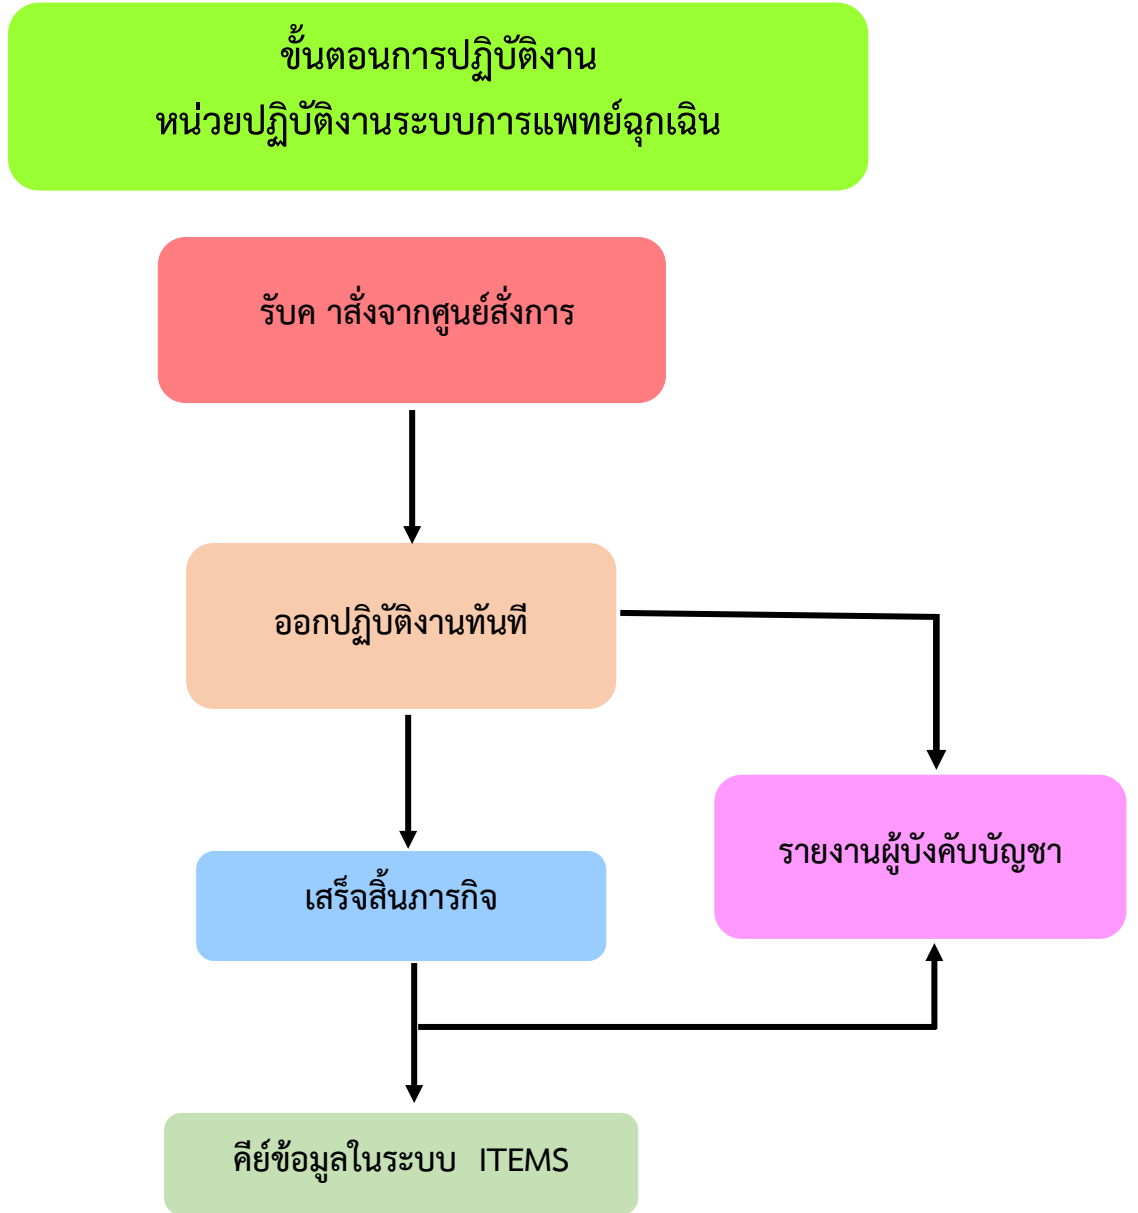 ขั้นตอนการปฏิบัติงาน
หน่วยปฏิบัติงานระบบการแพทย์ฉุกเฉิน
รับค าสั่งจากศูนย์สั่งการ
ออกปฏิบัติงานทันที
รายงานผู้บังคับบัญชา
เสร็จสิ้นภารกิจ
คีย์ข้อมูลในระบบ ITEMS